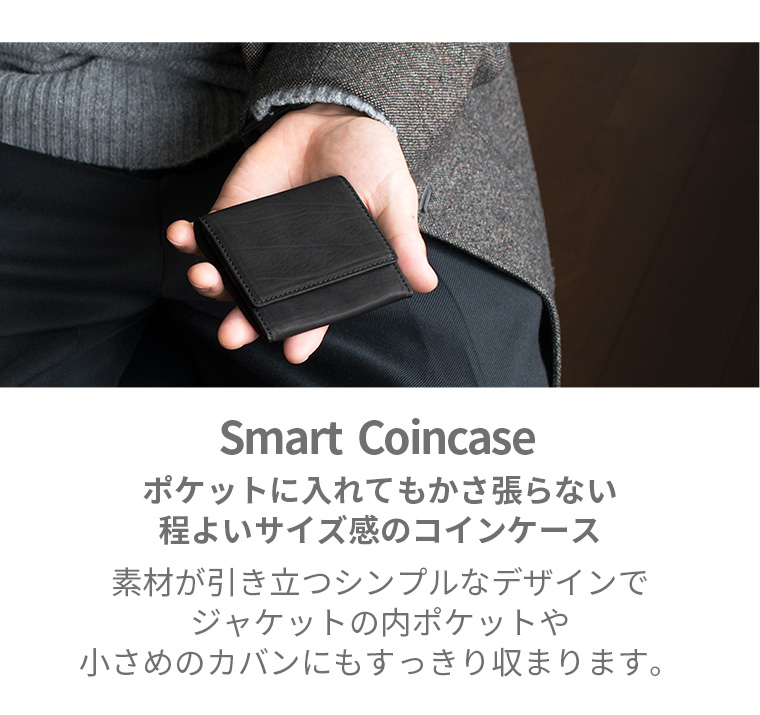 Smart Coincase
ポケットに入れてもかさ張らない
程よいサイズ感のコインケース
素材が引き立つシンプルなデザインで
ジャケットの内ポケットや
小さめのカバンにもすっきり収まります。